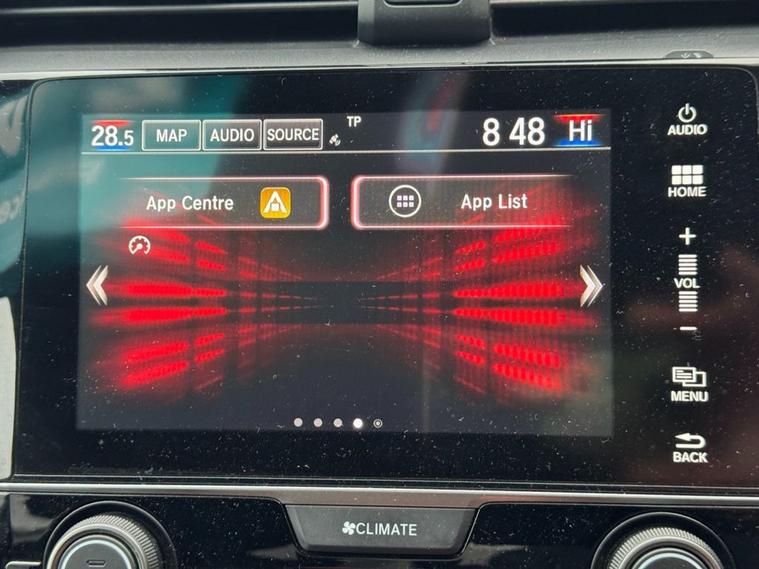 28.5 MAP AUDIO SOURCE TP 8 48 Hi
App Centre App List
AUDIO
HOME
+
VOL
−
MENU
BACK
CLIMATE